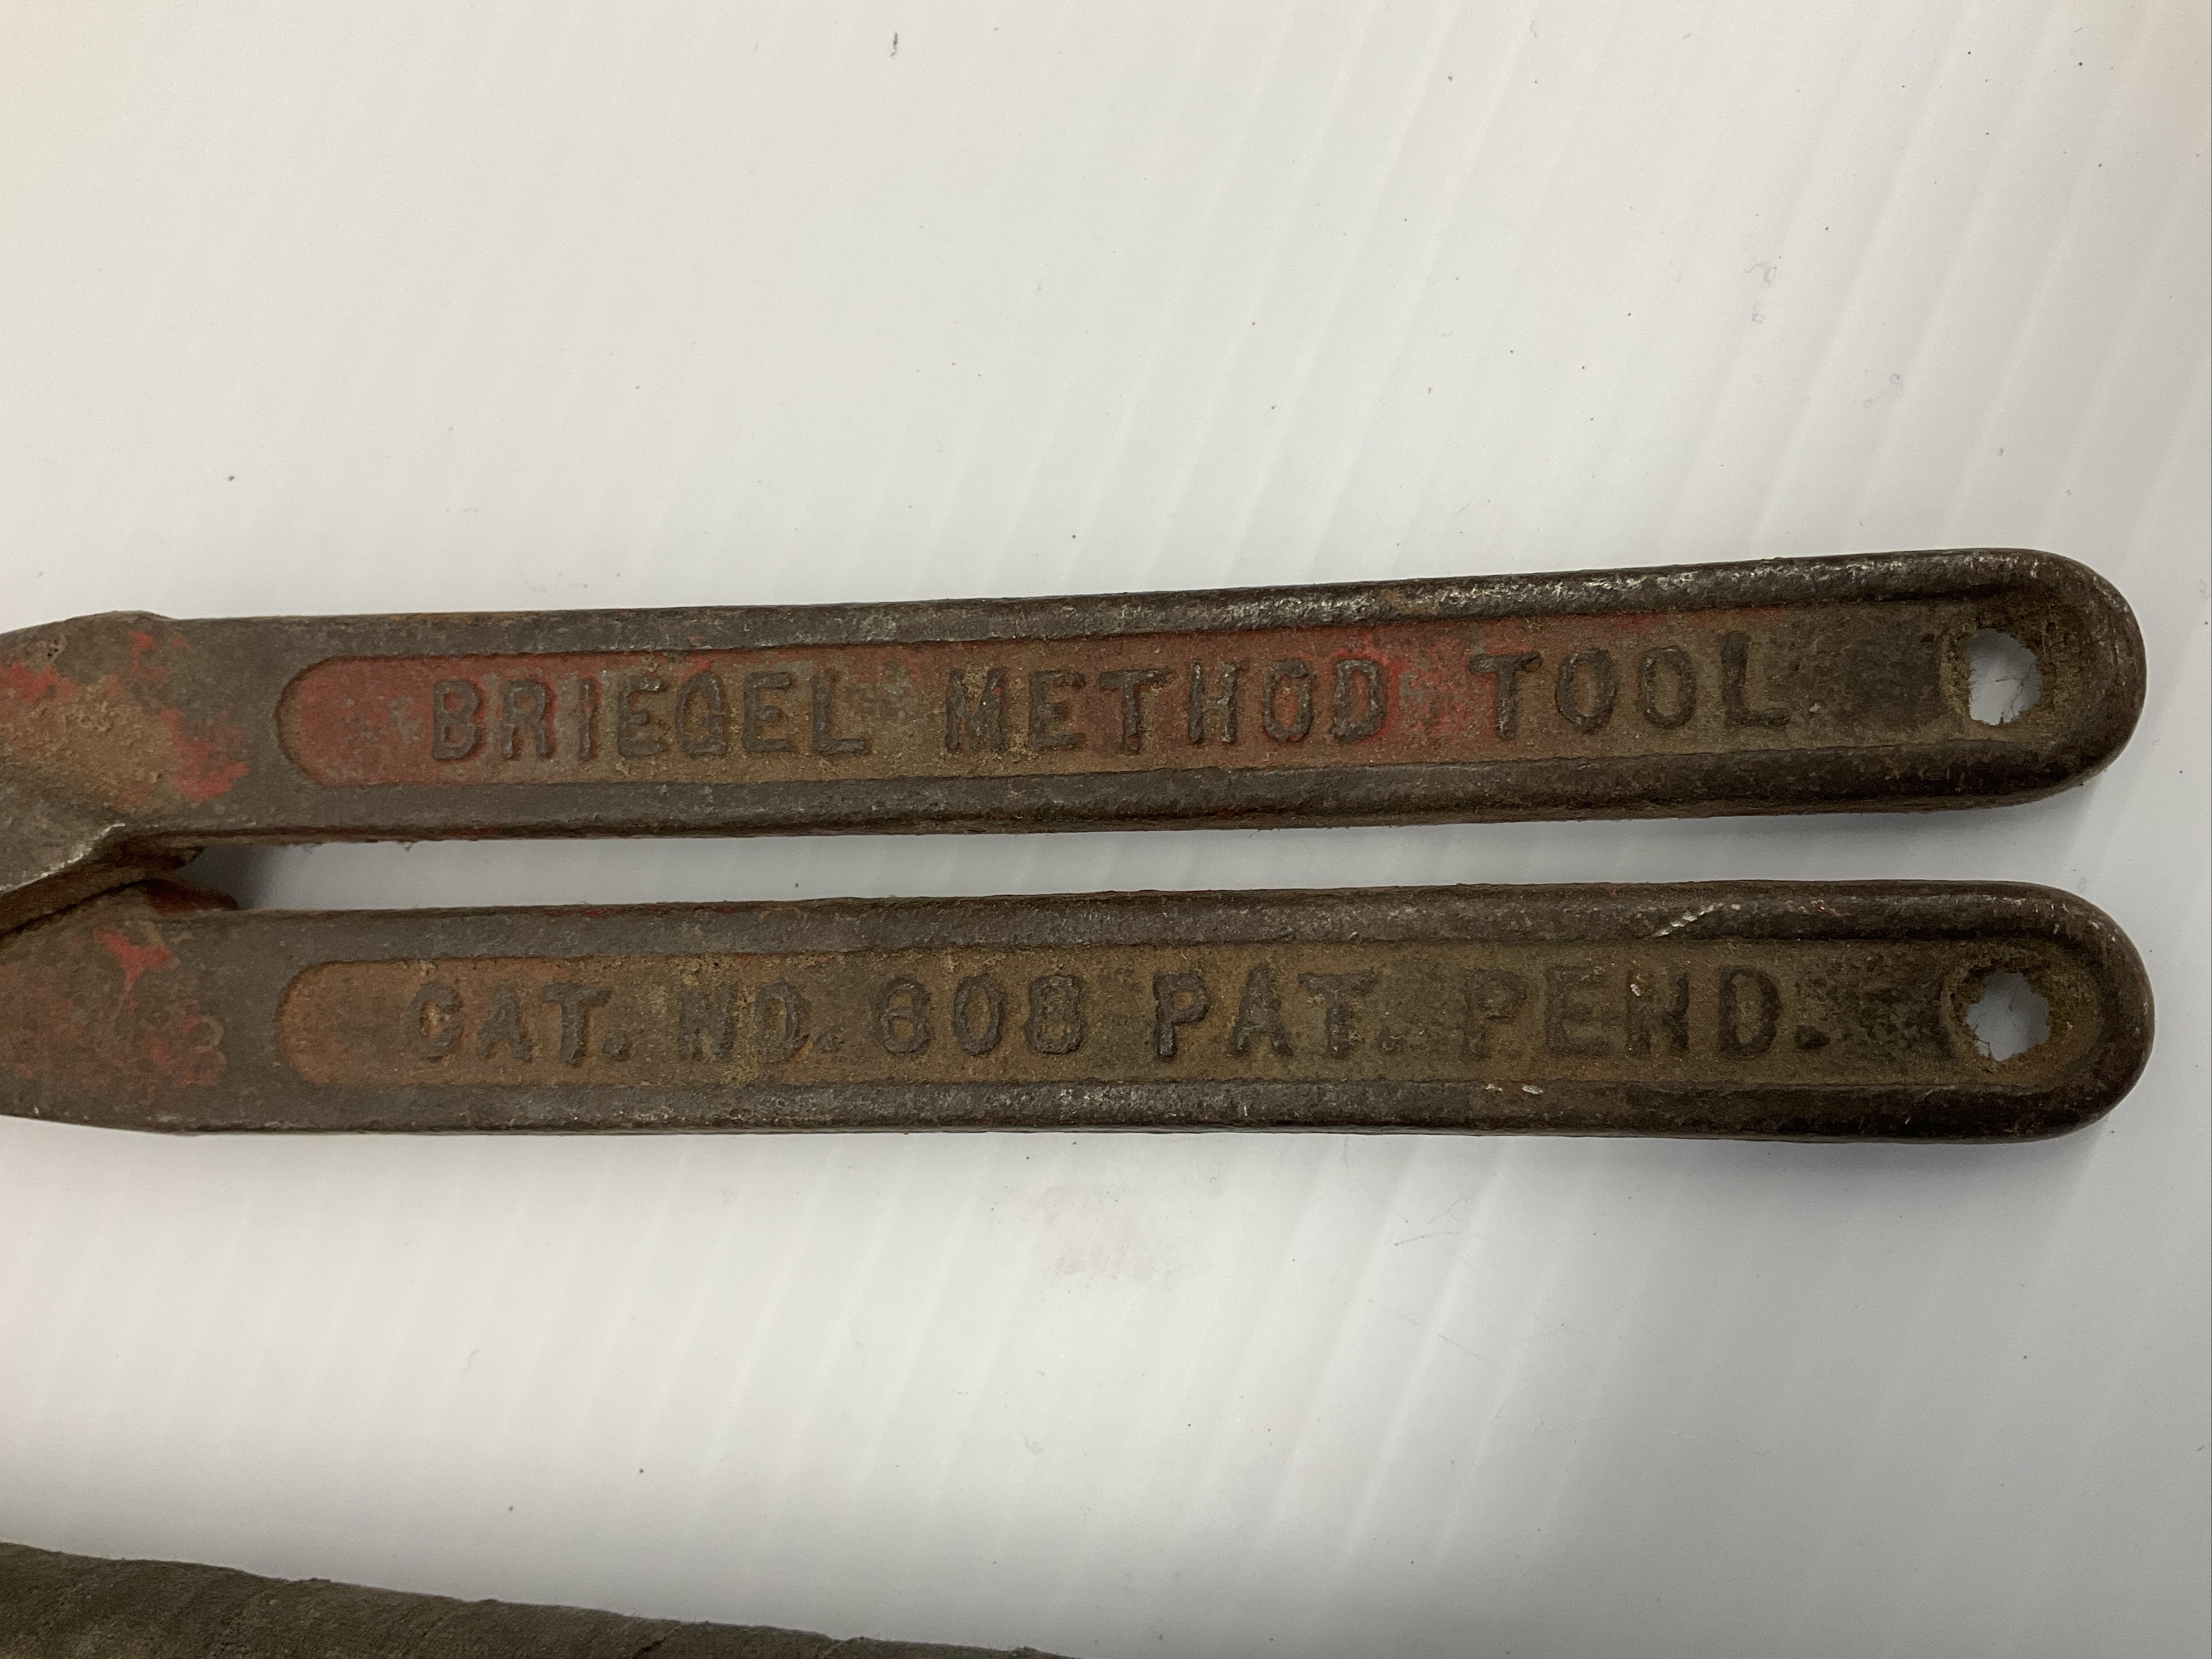 BRIEGEL METHOD TOOL
CAT. NO. 608 PAT. PEND.